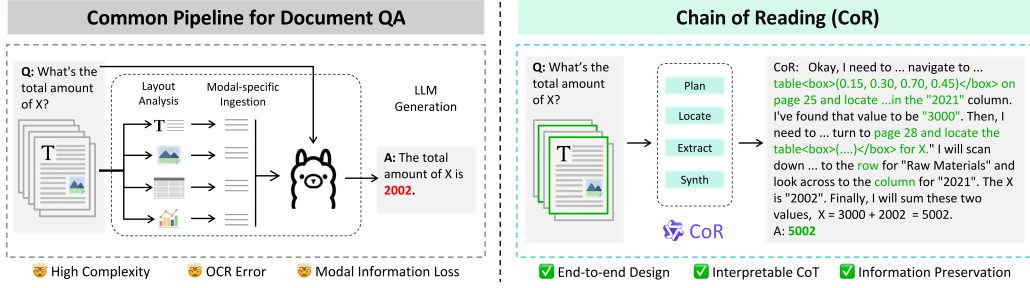 Common Pipeline for Document QA
Q: What's the
total amount
of X?
Layout
Analysis
Modal-specific
Ingestion
LLM
Generation
T
T
A: The total
amount of X is
2002.
High Complexity
OCR Error
Modal Information Loss
Chain of Reading (CoR)
Q: What's the
total amount
of X?
T
Plan
Locate
Extract
Synth
CoR
CoR: Okay, I need to ... navigate to ...
table<box>(0.15, 0.30, 0.70, 0.45)</box> on
page 25 and locate ...in the "2021" column.
I've found that value to be "3000". Then, I
need to ... turn to page 28 and locate the
table<box>(....)</box> for X." I will scan
down ... to the row for "Raw Materials" and
look across to the column for "2021". The X
is "2002". Finally, I will sum these two
values, X = 3000 + 2002 = 5002.
A: 5002
End-to-end Design
Interpretable CoT
Information Preservation